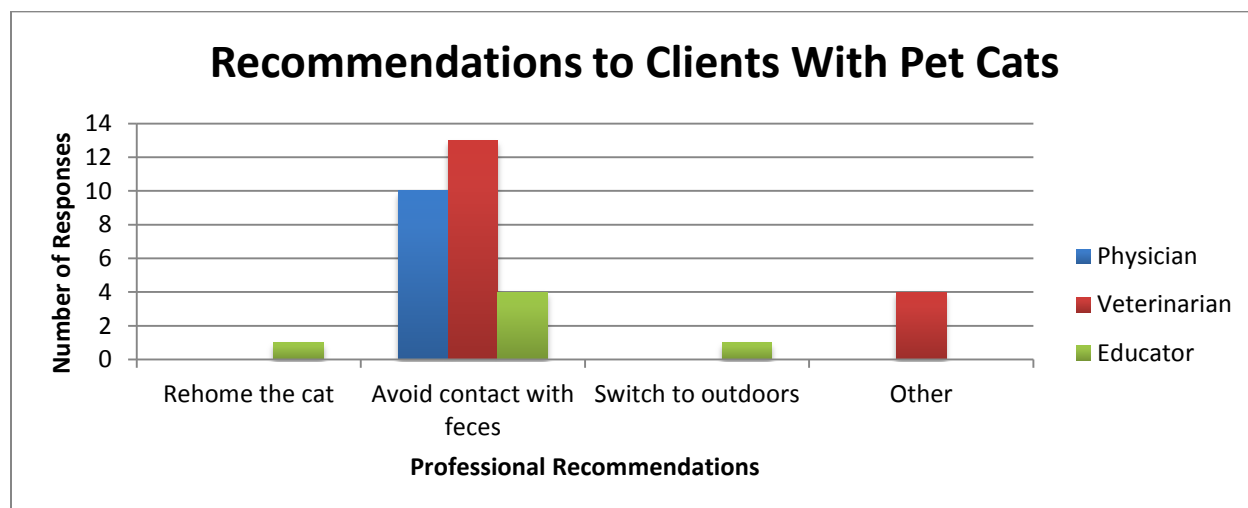 Recommendations to Clients With Pet Cats
Number of Responses
14
12
10
8
6
4
2
0
Rehome the cat
Avoid contact with
feces
Switch to outdoors
Other
Professional Recommendations
Physician
Veterinarian
Educator